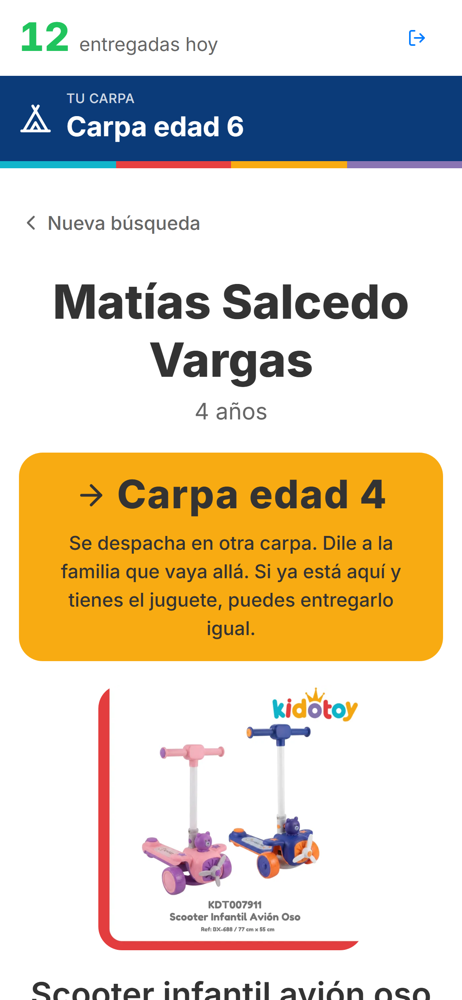 12 entregadas hoy
TU CARPA
Carpa edad 6
Nueva búsqueda
Matías Salcedo
Vargas
4 años
→ Carpa edad 4
Se despacha en otra carpa. Dile a la
familia que vaya allá. Si ya está aquí y
tienes el juguete, puedes entregarlo
igual.
kidotoy
KDT007911
Scooter Infantil Avión Oso
Ref: BX-688 / 77 cm x 55 cm
Scooter infantil avión oso